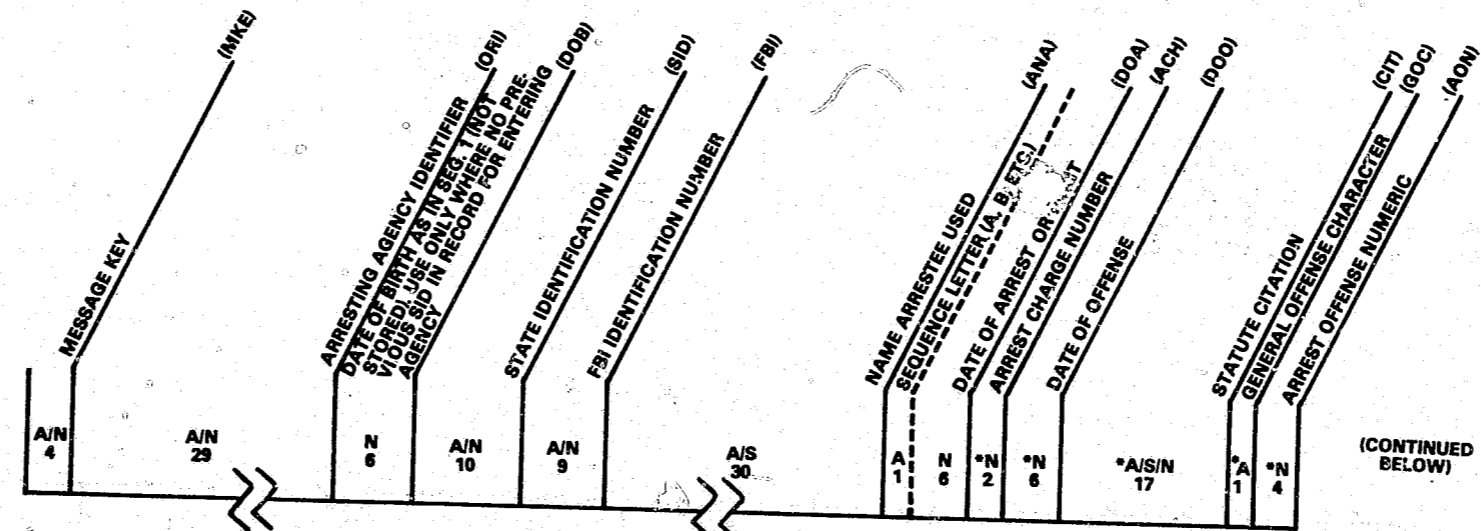 MESSAGE KEY (MKE)
ARRESTING AGENCY IDENTIFIER (ORI)
DATE OF BIRTH AS IN SEG. 1 (NOT
STORED). USE ONLY WHERE NO PRE-
VIOUS SID IN RECORD FOR ENTERING
AGENCY
(DOB)
STATE IDENTIFICATION NUMBER (SID)
FBI IDENTIFICATION NUMBER (FBI)
NAME ARRESTEE USED (ANA)
SEQUENCE LETTER (A, B, ETC.)
DATE OF ARREST OR (DOA)
ARREST CHARGE NUMBER (ACH)
DATE OF OFFENSE (DOO)
STATUTE CITATION (CIT)
GENERAL OFFENSE CHARACTER (GOC)
ARREST OFFENSE NUMERIC (AON)
A/N
4
A/N
29
N
6
A/N
10
A/N
9
A/S
30
A
1
N
6
*N
2
*N
6
*A/S/N
17
*A
1
*N
4
(CONTINUED
BELOW)